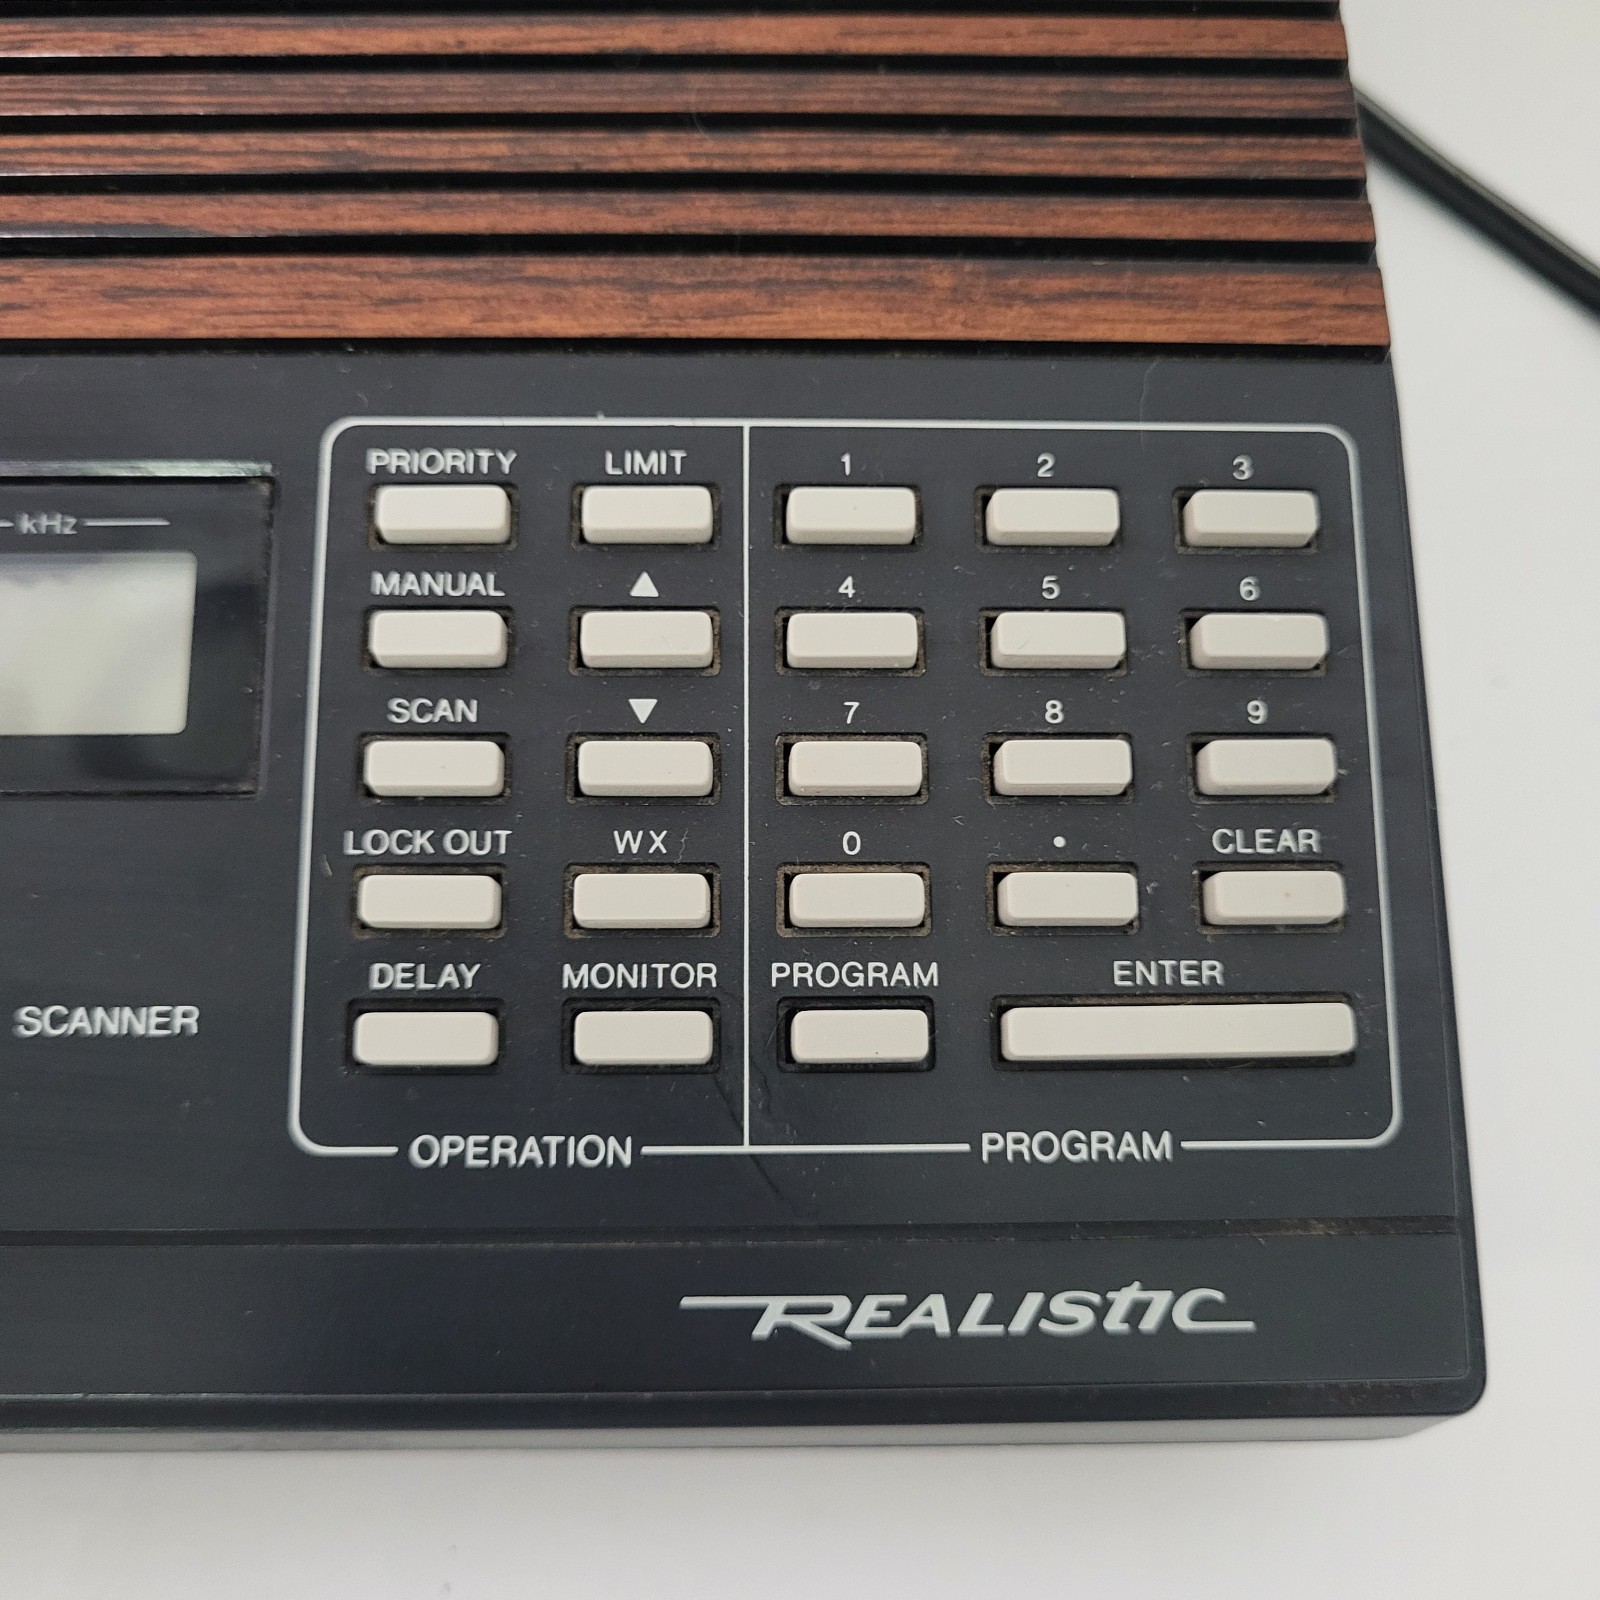 PRIORITY LIMIT 1 2 3
kHz
MANUAL ▲ 4 5 6
SCAN ▼ 7 8 9
LOCK OUT WX 0 • CLEAR
DELAY MONITOR PROGRAM ENTER
SCANNER
OPERATION PROGRAM
REALISTIC